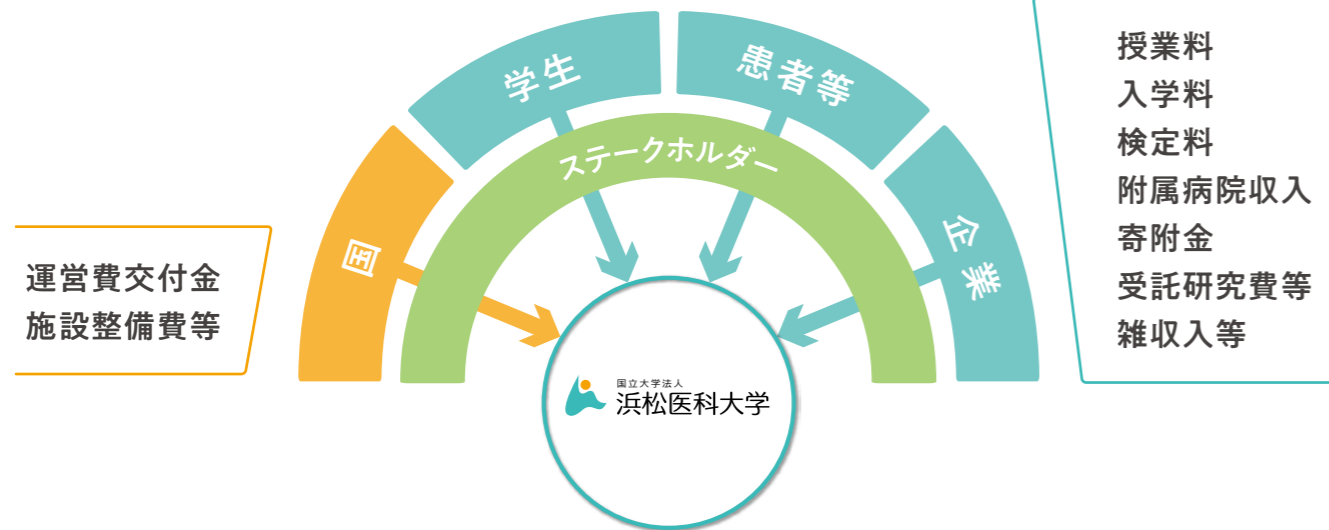 学生
患者等
国
企業
ステークホルダー
運営費交付金
施設整備費等
国立大学法人
浜松医科大学
授業料
入学料
検定料
附属病院収入
寄附金
受託研究費等
雑収入等